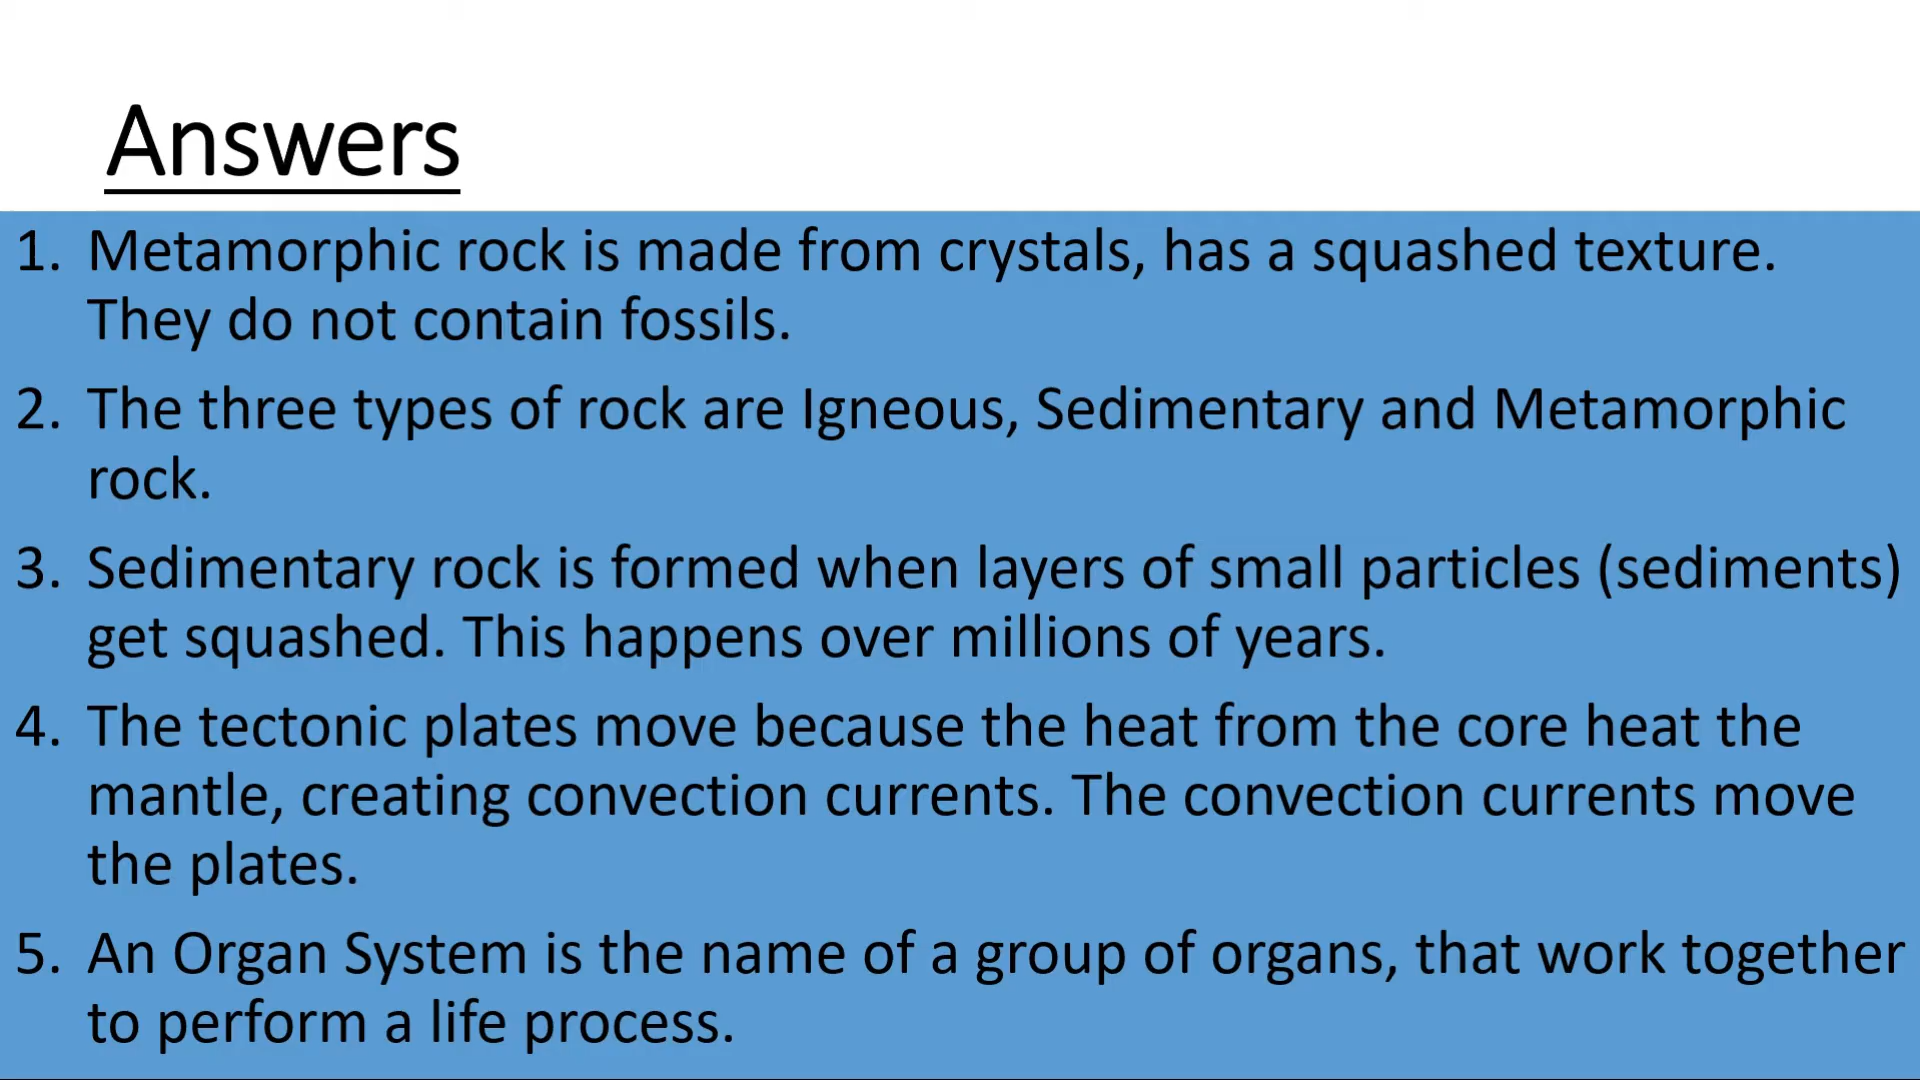 Answers
1. Metamorphic rock is made from crystals, has a squashed texture.
They do not contain fossils.
2. The three types of rock are Igneous, Sedimentary and Metamorphic
rock.
3. Sedimentary rock is formed when layers of small particles (sediments)
get squashed. This happens over millions of years.
4. The tectonic plates move because the heat from the core heat the
mantle, creating convection currents. The convection currents move
the plates.
5. An Organ System is the name of a group of organs, that work together
to perform a life process.